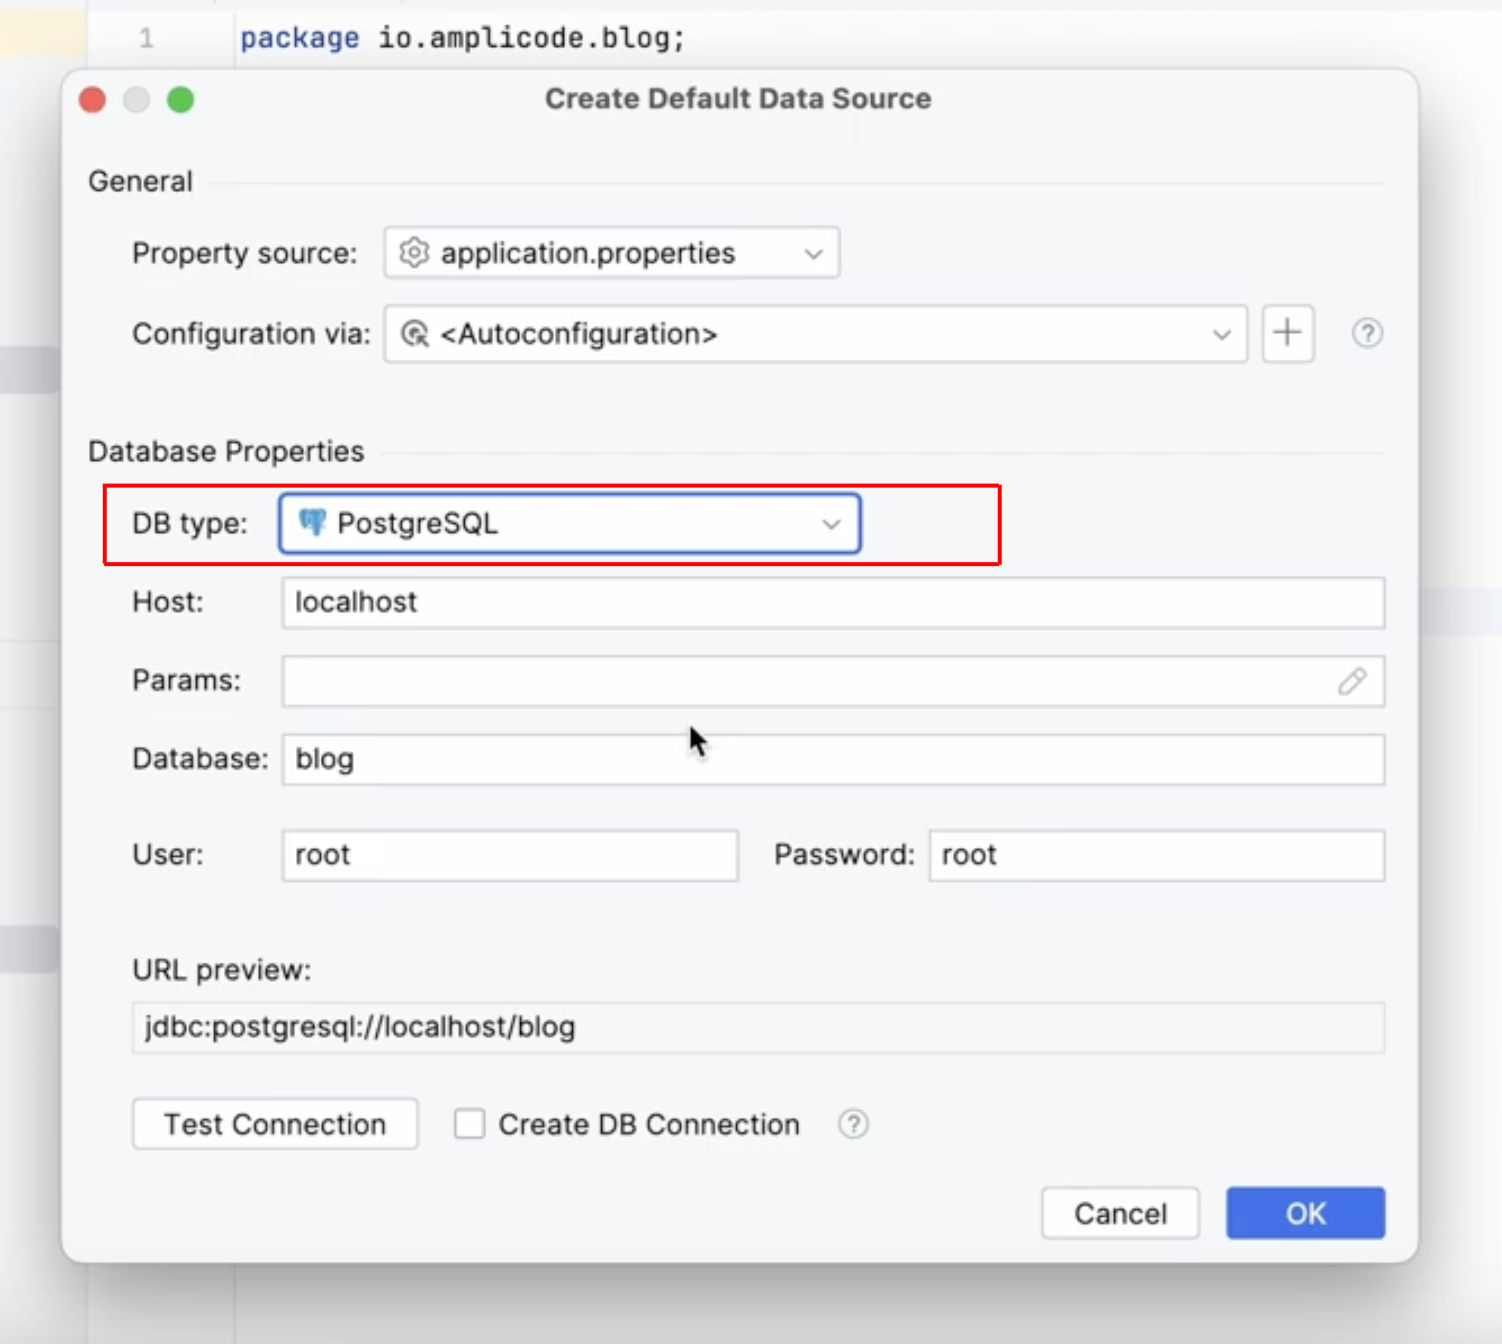 1 package io.amplicode.blog;
Create Default Data Source
General
Property source: application.properties
Configuration via: <Autoconfiguration> + ?
Database Properties
DB type: PostgreSQL
Host: localhost
Params:
Database: blog
User: root Password: root
URL preview:
jdbc:postgresql://localhost/blog
Test Connection Create DB Connection ?
Cancel OK